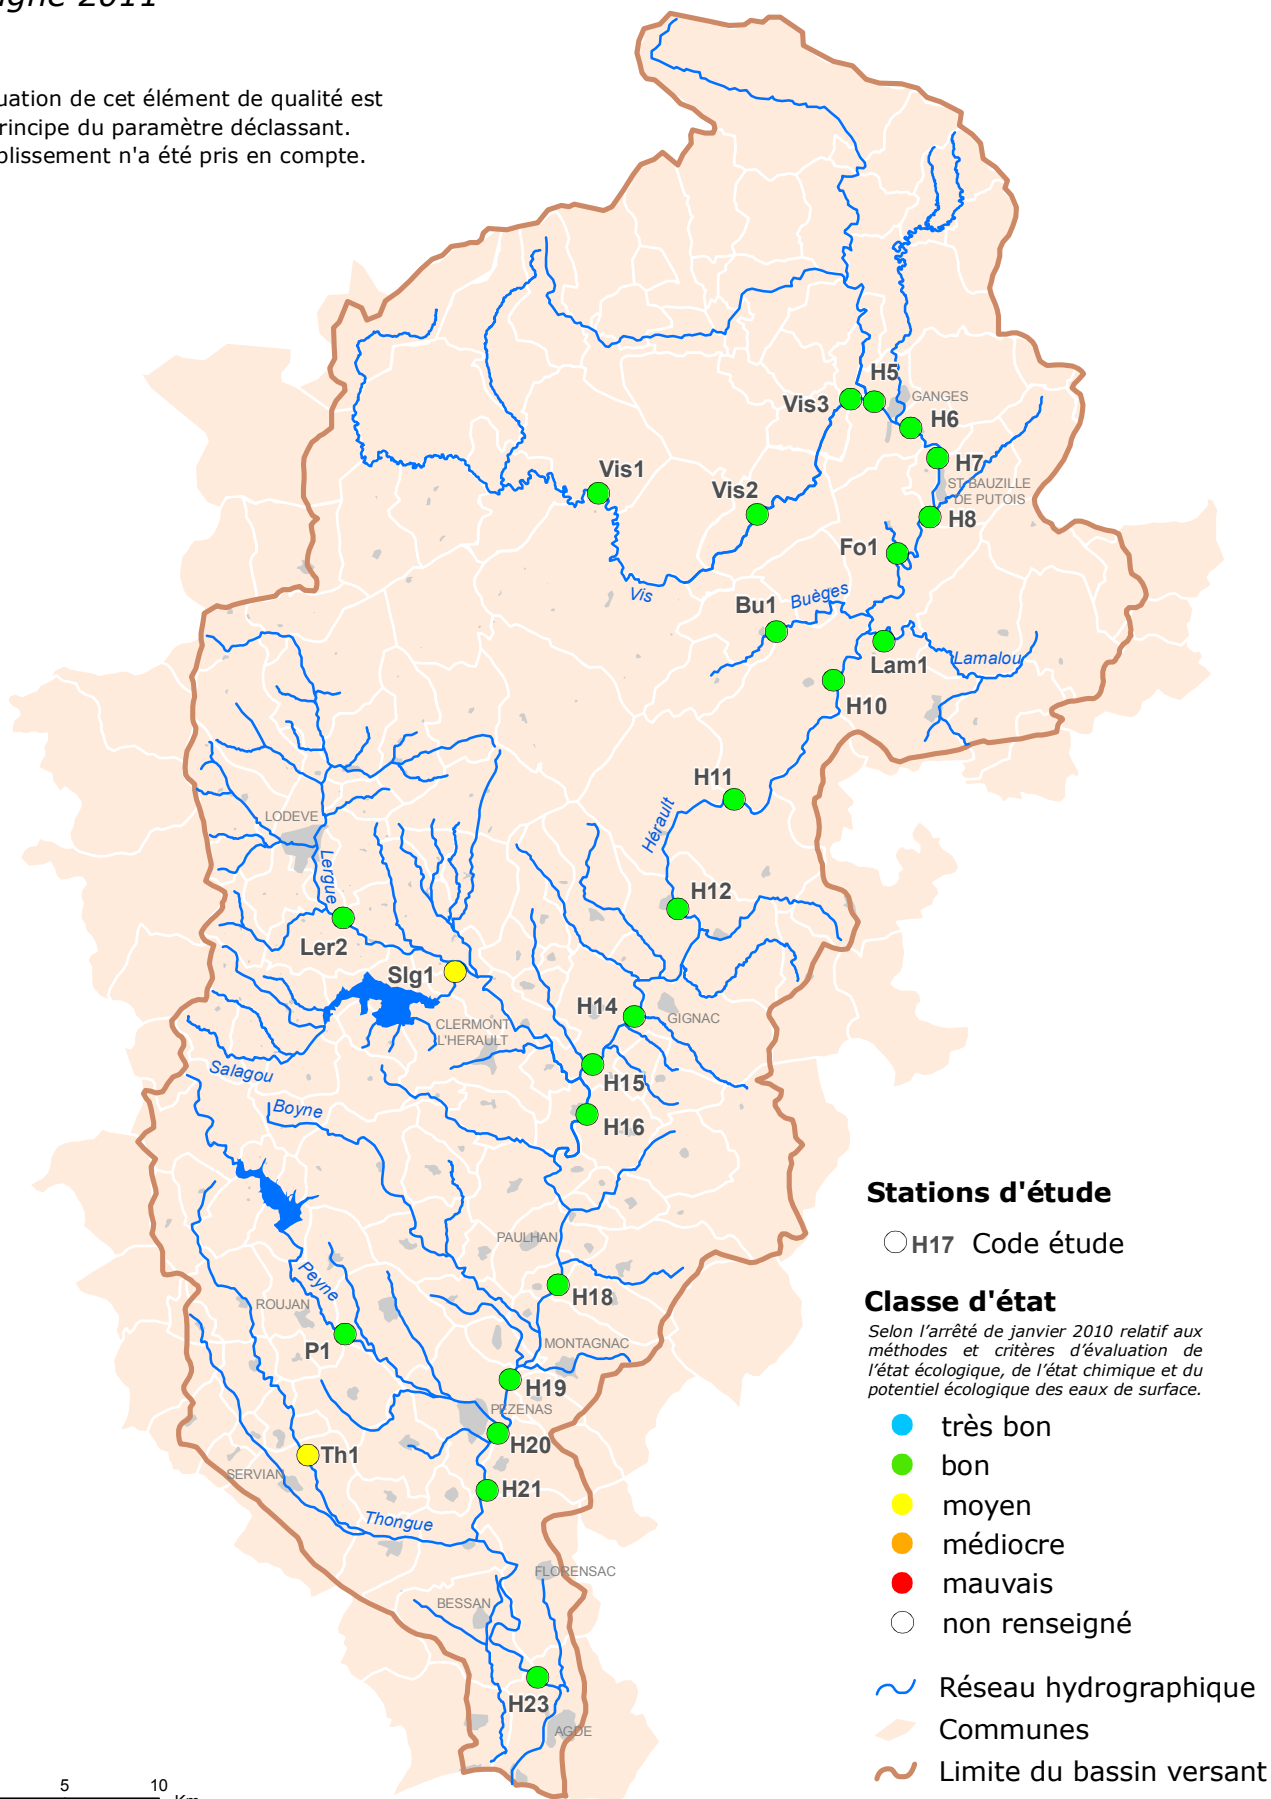 uation de cet élément de qualité est
rincipe du paramètre déclassant.
blissement n'a été pris en compte.
H5
GANGES
Vis3
H6
H7
Vis1
ST BAUZILLE
DE PUTOIS
Vis2
H8
Fo1
Vis
Buèges
Bu1
Lam1
Lamalou
H10
H11
Hérault
LODEVE
Lergue
H12
Ler2
Slg1
H14
GIGNAC
CLERMONT
L'HERAULT
Salagou
H15
Boyne
H16
Stations d'étude
PAULHAN
H17 Code étude
Peyne
H18
ROUJAN
Classe d'état
Selon l'arrêté de janvier 2010 relatif aux
méthodes et critères d'évaluation de
l'état écologique, de l'état chimique et du
potentiel écologique des eaux de surface.
P1
MONTAGNAC
H19
PEZENAS
très bon
H20
Th1
bon
SERVIAN
H21
moyen
Thongue
médiocre
FLORENSAC
mauvais
BESSAN
non renseigné
H23
Réseau hydrographique
AGDE
Communes
Limite du bassin versant
5 10